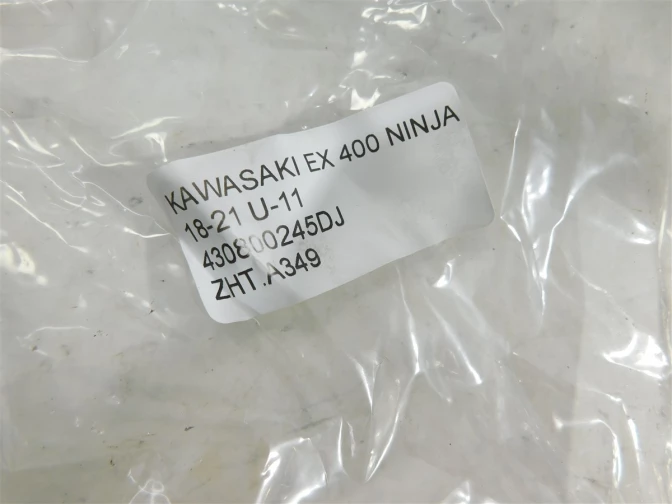 KAWASAKI EX 400 NINJA
18-21 U-11
430800245DJ
ZHT.A349